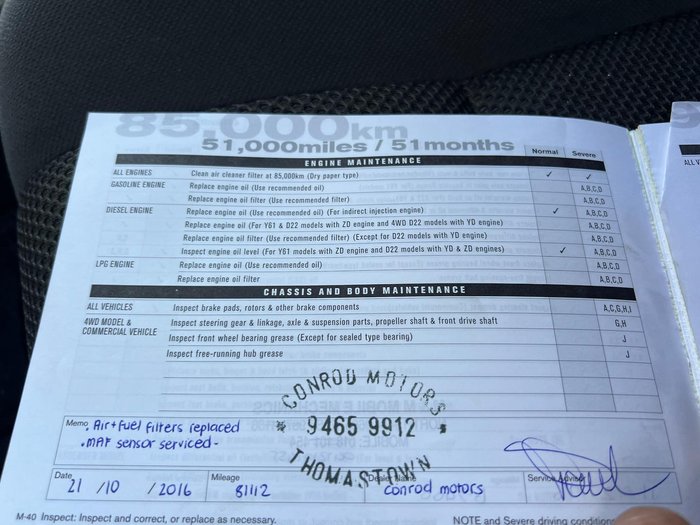 85,000km
51,000miles / 51months
Normal Severe
ENGINE MAINTENANCE
ALL ENGINES Clean air cleaner filter at 85,000km (Dry paper type) ✓ ✓
GASOLINE ENGINE Replace engine oil (Use recommended oil) A,B,C,D
Replace engine oil filter (Use recommended filter) A,B,C,D
DIESEL ENGINE Replace engine oil (Use recommended oil) (For indirect injection engine) ✓ A,B,C,D
Replace engine oil (For Y61 & D22 models with ZD engine and 4WD D22 models with YD engine) A,B,C,D
Replace engine oil filter (Use recommended filter) (Except for D22 models with YD engine) A,B,C,D
Inspect engine oil level (For Y61 models with ZD engine and D22 models with YD & ZD engines) ✓ A,B,C,D
LPG ENGINE Replace engine oil (Use recommended oil) A,B,C,D
Replace engine oil filter A,B,C,D
CHASSIS AND BODY MAINTENANCE
ALL VEHICLES Inspect brake pads, rotors & other brake components A,C,G,H,I
4WD MODEL & COMMERCIAL VEHICLE Inspect steering gear & linkage, axle & suspension parts, propeller shaft & front drive shaft G,H
Inspect front wheel bearing grease (Except for sealed type bearing) J
Inspect free-running hub grease J
CONROD MOTORS
* 9465 9912 *
THOMASTOWN
Memo • Air+fuel filters replaced
• MAF sensor serviced -
Date 21 / 10 / 2016 Mileage 81112 Dealer Name conrod motors Service Advisor
M-40 Inspect: Inspect and correct, or replace as necessary. NOTE and Severe driving conditions
ALL V